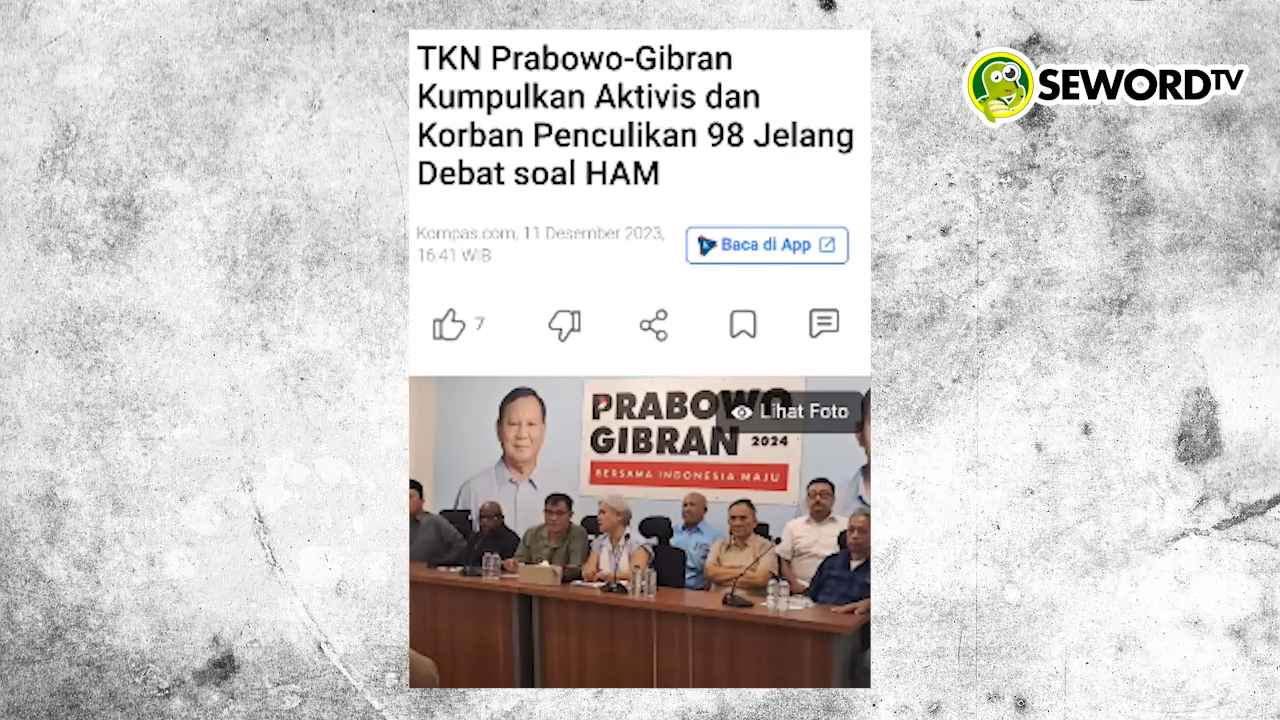 TKN Prabowo-Gibran
Kumpulkan Aktivis dan
Korban Penculikan 98 Jelang
Debat soal HAM
SEWORDTV
Kompas.com, 11 Desember 2023,
16:41 WIB
Baca di App
7
Lihat Foto
PRABOWO
GIBRAN 2024
BERSAMA INDONESIA MAJU